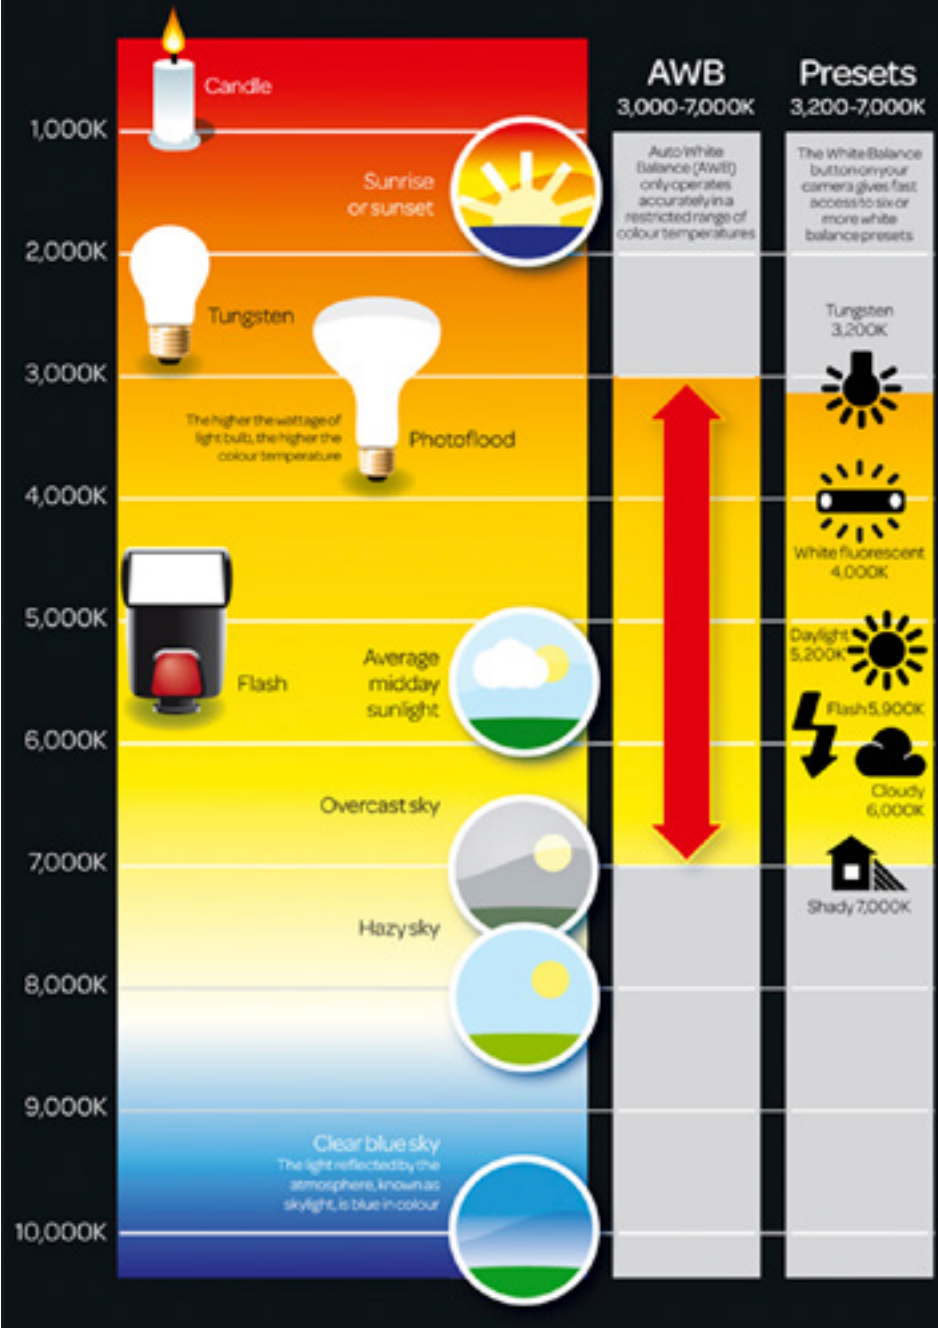 AWB
3,000-7,000K
Presets
3,200-7,000K
Candle
1,000K
Auto White
Balance (AWB)
only operates
accurately in a
restricted range of
colour temperatures
The White Balance
button on your
camera gives fast
access to six or
more white
balance presets
Sunrise
or sunset
2,000K
Tungsten
Tungsten
3,200K
3,000K
The higher the wattage of
light bulb, the higher the
colour temperature
Photoflood
4,000K
White fluorescent
4,000K
5,000K
Average
midday
sunlight
Flash
Daylight
5,200K
Flash 5,900K
6,000K
Cloudy
6,000K
Overcast sky
7,000K
Shady 7,000K
Hazy sky
8,000K
9,000K
Clear blue sky
The light reflected by the
atmosphere, known as
skylight, is blue in colour
10,000K